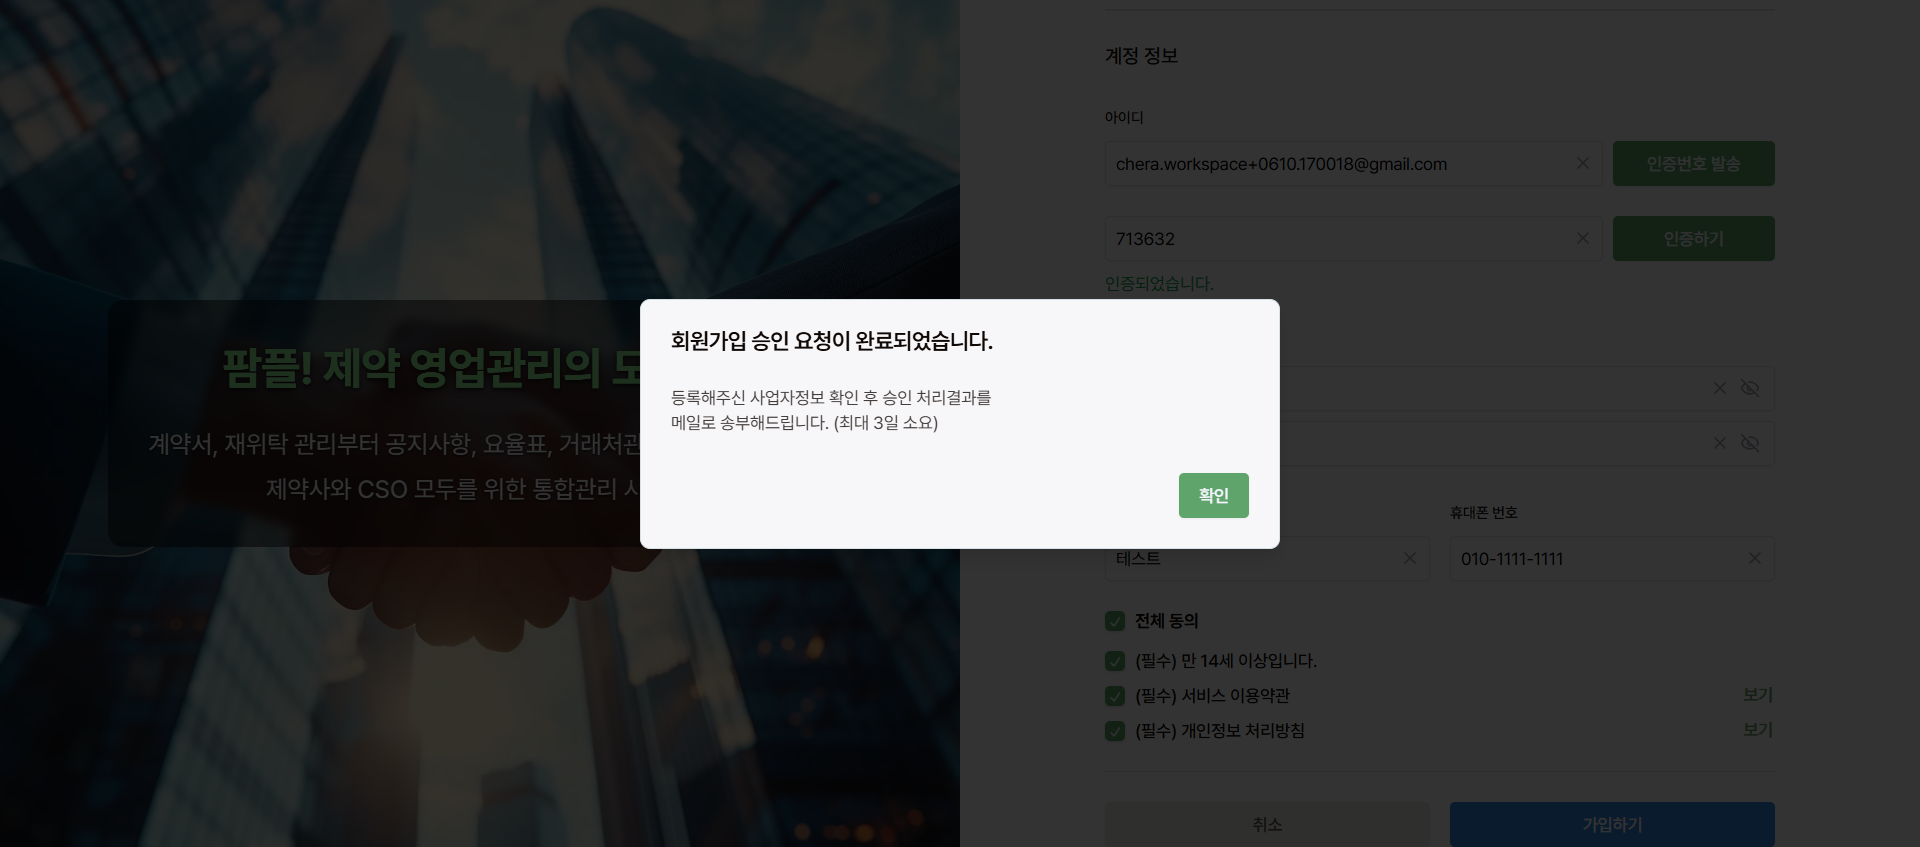 계정 정보
아이디
chera.workspace+0610.170018@gmail.com
인증번호 발송
713632
인증하기
인증되었습니다.
팜플! 제약 영업관리의
계약서, 재위탁 관리부터 공지사항, 요율표,
제약사와 CSO 모두를 위한 통합관리
회원가입 승인 요청이 완료되었습니다.
등록해주신 사업자정보 확인 후 승인 처리결과를
메일로 송부해드립니다. (최대 3일 소요)
확인
휴대폰 번호
테스트
010-1111-1111
전체 동의
(필수) 만 14세 이상입니다.
(필수) 서비스 이용약관
보기
(필수) 개인정보 처리방침
보기
취소
가입하기